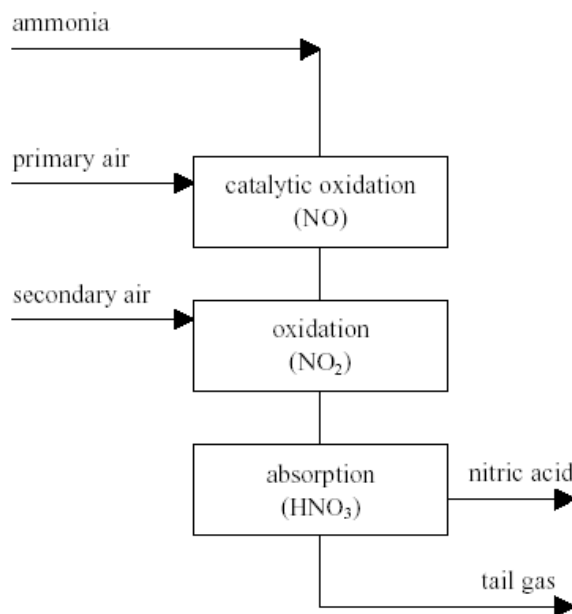 ammonia
primary air
catalytic oxidation
(NO)
secondary air
oxidation
(NO₂)
absorption
(HNO₃)
nitric acid
tail gas